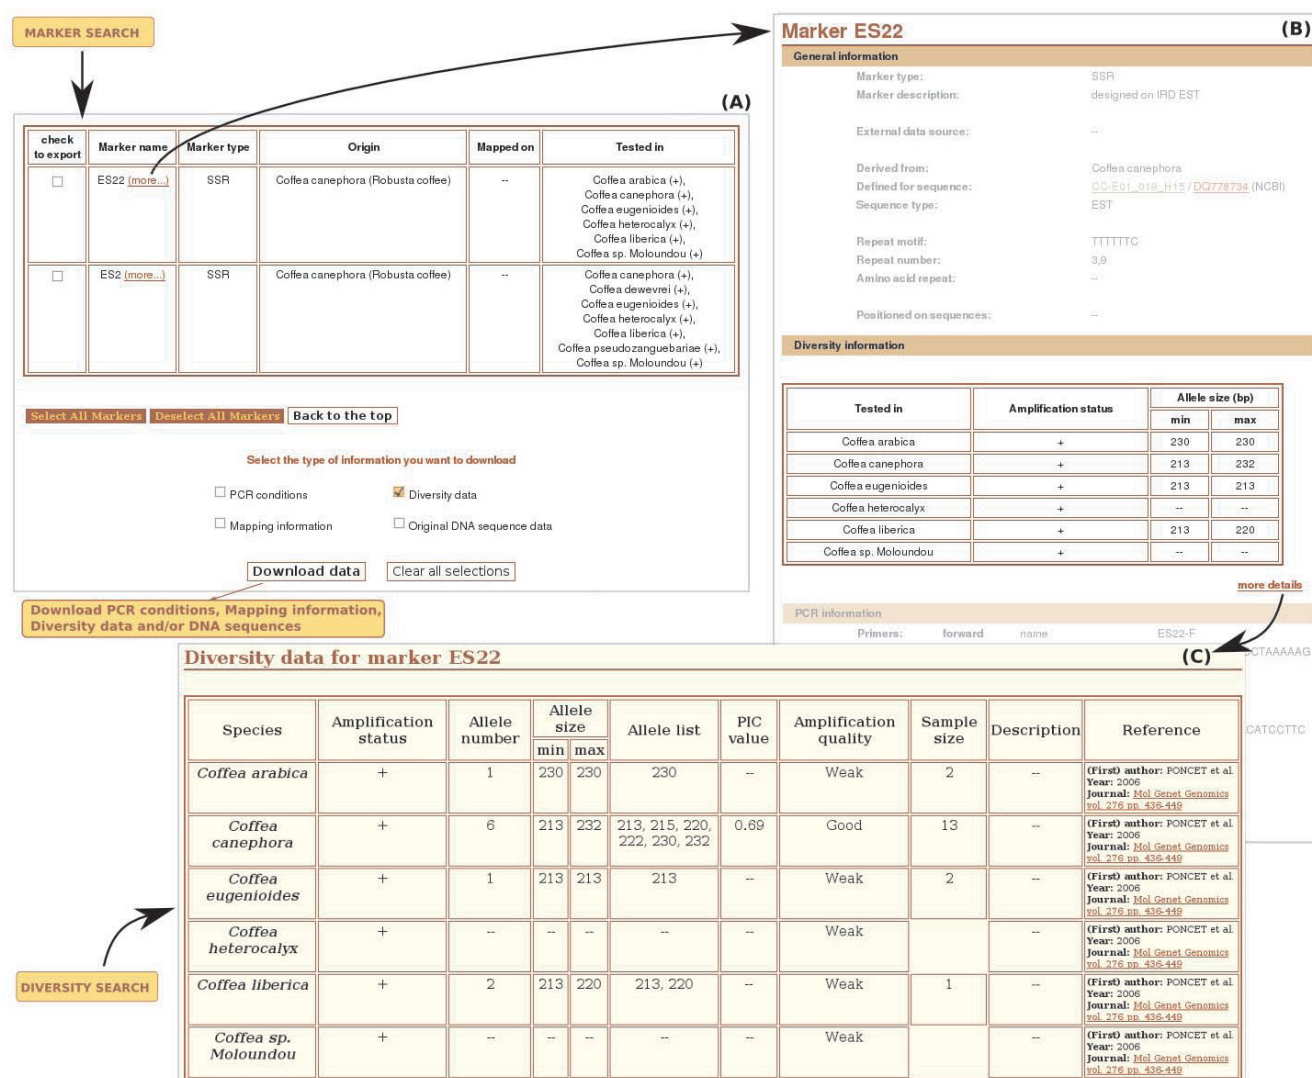 MARKER SEARCH
(A)
check to export | Marker name | Marker type | Origin | Mapped on | Tested in
ES22 (more...) | SSR | Coffea canephora (Robusta coffee) | -- | Coffea arabica (+),
Coffea canephora (+),
Coffea eugenioides (+),
Coffea heterocalyx (+),
Coffea liberica (+),
Coffea sp. Moloundou (+)
ES2 (more...) | SSR | Coffea canephora (Robusta coffee) | -- | Coffea canephora (+),
Coffea dewevrei (+),
Coffea eugenioides (+),
Coffea heterocalyx (+),
Coffea liberica (+),
Coffea pseudozanguebariae (+),
Coffea sp. Moloundou (+)
Select All Markers Deselect All Markers Back to the top
Select the type of information you want to download
PCR conditions Diversity data
Mapping information Original DNA sequence data
Download data Clear all selections
Download PCR conditions, Mapping information,
Diversity data and/or DNA sequences
Marker ES22 (B)
General information
Marker type: SSR
Marker description: designed on IRD EST
External data source: --
Derived from: Coffea canephora
Defined for sequence: CC-E01_019_H15 / DQ778734 (NCBI)
Sequence type: EST
Repeat motif: TTTTTTC
Repeat number: 3,9
Amino acid repeat: --
Positioned on sequences: --
Diversity information
Tested in | Amplification status | Allele size (bp)
min | max
Coffea arabica | + | 230 | 230
Coffea canephora | + | 213 | 232
Coffea eugenioides | + | 213 | 213
Coffea heterocalyx | + | -- | --
Coffea liberica | + | 213 | 220
Coffea sp. Moloundou | + | -- | --
more details
PCR information
Primers: forward name ES22-F
CTAAAAAG
CATCCTTC
Diversity data for marker ES22 (C)
Species | Amplification status | Allele number | Allele size | Allele list | PIC value | Amplification quality | Sample size | Description | Reference
min | max
Coffea arabica | + | 1 | 230 | 230 | 230 | -- | Weak | 2 | -- | (First) author: PONCET et al.
Year: 2006
Journal: Mol Genet Genomics
vol. 276 pp. 436-449
Coffea canephora | + | 6 | 213 | 232 | 213, 215, 220, 222, 230, 232 | 0.69 | Good | 13 | -- | (First) author: PONCET et al.
Year: 2006
Journal: Mol Genet Genomics
vol. 276 pp. 436-449
Coffea eugenioides | + | 1 | 213 | 213 | 213 | -- | Weak | 2 | -- | (First) author: PONCET et al.
Year: 2006
Journal: Mol Genet Genomics
vol. 276 pp. 436-449
Coffea heterocalyx | + | -- | -- | -- | -- | -- | Weak | -- | (First) author: PONCET et al.
Year: 2006
Journal: Mol Genet Genomics
vol. 276 pp. 436-449
Coffea liberica | + | 2 | 213 | 220 | 213, 220 | -- | Weak | 1 | -- | (First) author: PONCET et al.
Year: 2006
Journal: Mol Genet Genomics
vol. 276 pp. 436-449
Coffea sp. Moloundou | + | -- | -- | -- | -- | -- | Weak | -- | (First) author: PONCET et al.
Year: 2006
Journal: Mol Genet Genomics
vol. 276 pp. 436-449
DIVERSITY SEARCH